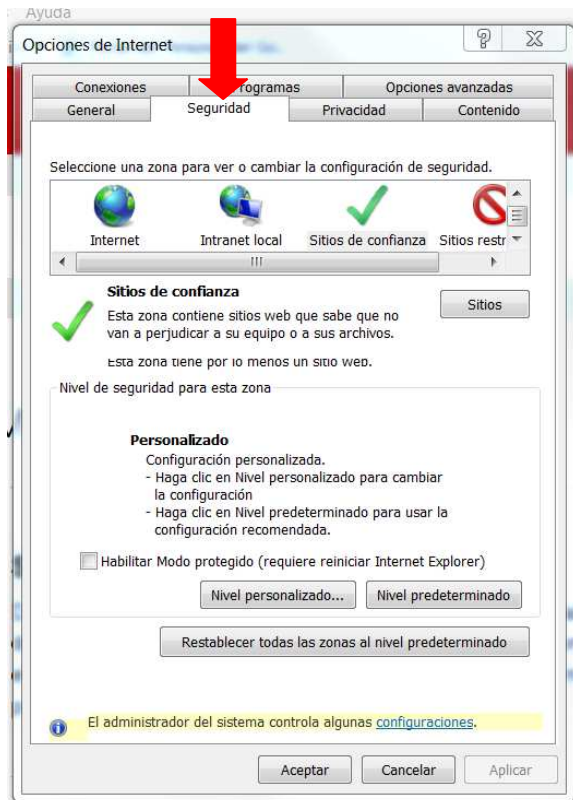 Ayuda
Opciones de Internet
Conexiones
Programas
Opciones avanzadas
General
Seguridad
Privacidad
Contenido
Seleccione una zona para ver o cambiar la configuración de seguridad.
Internet
Intranet local
Sitios de confianza
Sitios restr
Sitios de confianza
Esta zona contiene sitios web que sabe que no
van a perjudicar a su equipo o a sus archivos.
Sitios
Esta zona tiene por lo menos un sitio web.
Nivel de seguridad para esta zona
Personalizado
Configuración personalizada.
- Haga clic en Nivel personalizado para cambiar
la configuración
- Haga clic en Nivel predeterminado para usar la
configuración recomendada.
Habilitar Modo protegido (requiere reiniciar Internet Explorer)
Nivel personalizado...
Nivel predeterminado
Restablecer todas las zonas al nivel predeterminado
El administrador del sistema controla algunas configuraciones.
Aceptar
Cancelar
Aplicar